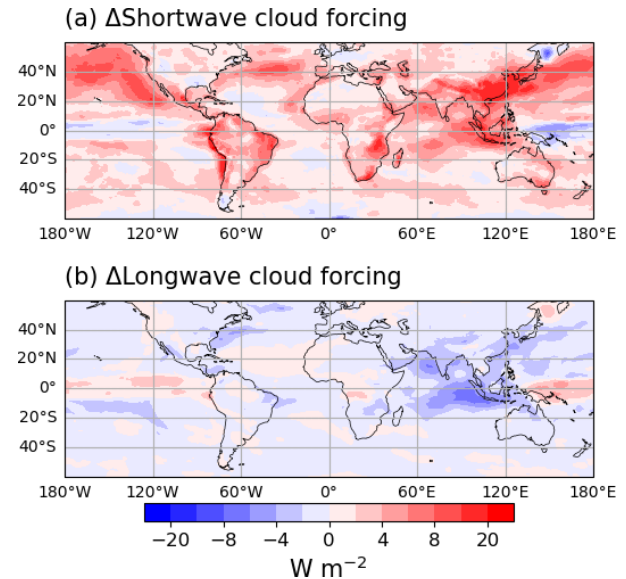 (a) ΔShortwave cloud forcing
40°N
20°N
0°
20°S
40°S
180°W 120°W 60°W 0° 60°E 120°E 180°E
(b) ΔLongwave cloud forcing
40°N
20°N
0°
20°S
40°S
180°W 120°W 60°W 0° 60°E 120°E 180°E
−20 −8 −4 0 4 8 20
W m⁻²